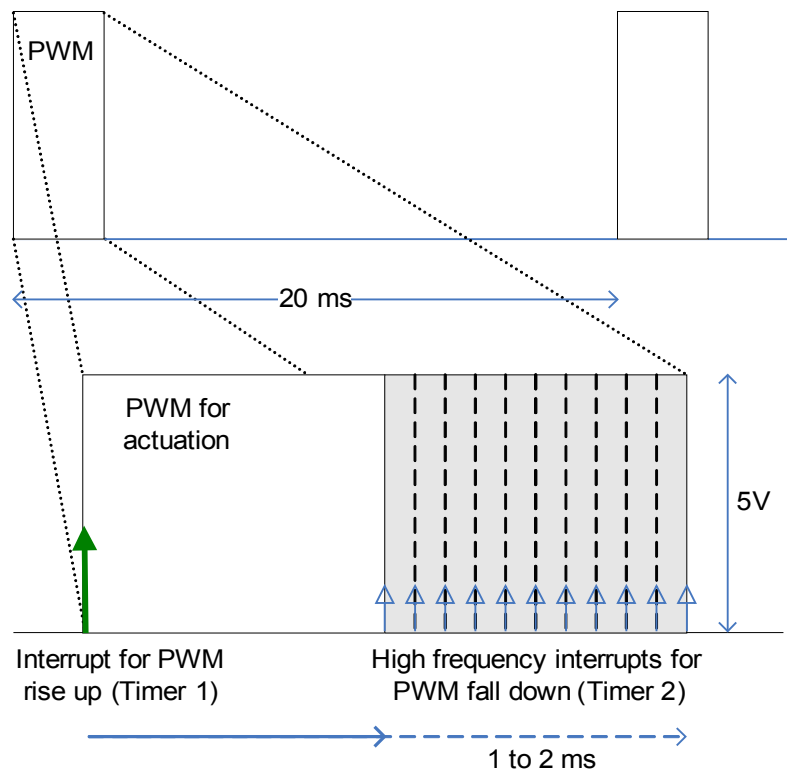 PWM
20 ms
PWM for
actuation
5V
Interrupt for PWM
rise up (Timer 1)
High frequency interrupts for
PWM fall down (Timer 2)
1 to 2 ms